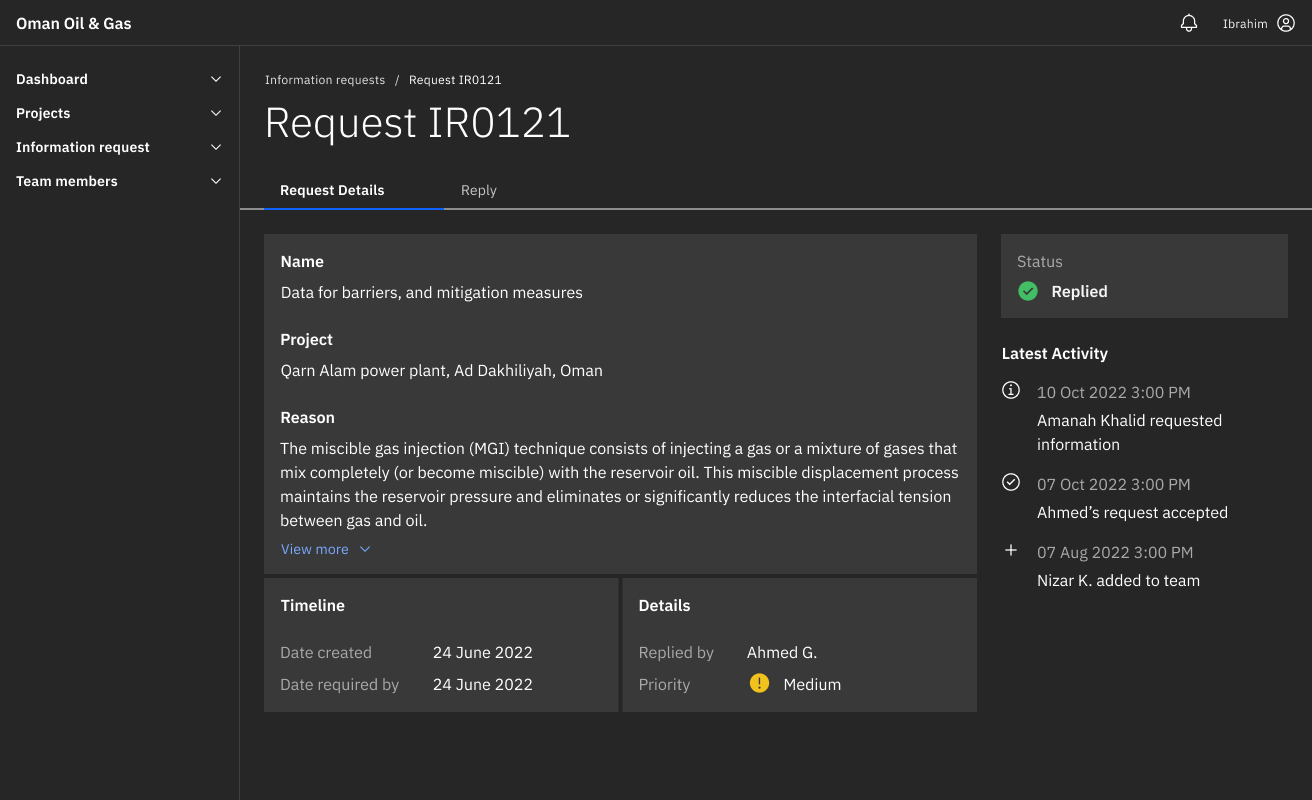 Oman Oil & Gas
Ibrahim
Dashboard
Projects
Information request
Team members
Information requests / Request IR0121
Request IR0121
Request Details
Reply
Name
Data for barriers, and mitigation measures
Project
Qarn Alam power plant, Ad Dakhiliyah, Oman
Reason
The miscible gas injection (MGI) technique consists of injecting a gas or a mixture of gases that
mix completely (or become miscible) with the reservoir oil. This miscible displacement process
maintains the reservoir pressure and eliminates or significantly reduces the interfacial tension
between gas and oil.
View more
Timeline
Date created 24 June 2022
Date required by 24 June 2022
Details
Replied by Ahmed G.
Priority Medium
Status
Replied
Latest Activity
10 Oct 2022 3:00 PM
Amanah Khalid requested
information
07 Oct 2022 3:00 PM
Ahmed’s request accepted
07 Aug 2022 3:00 PM
Nizar K. added to team